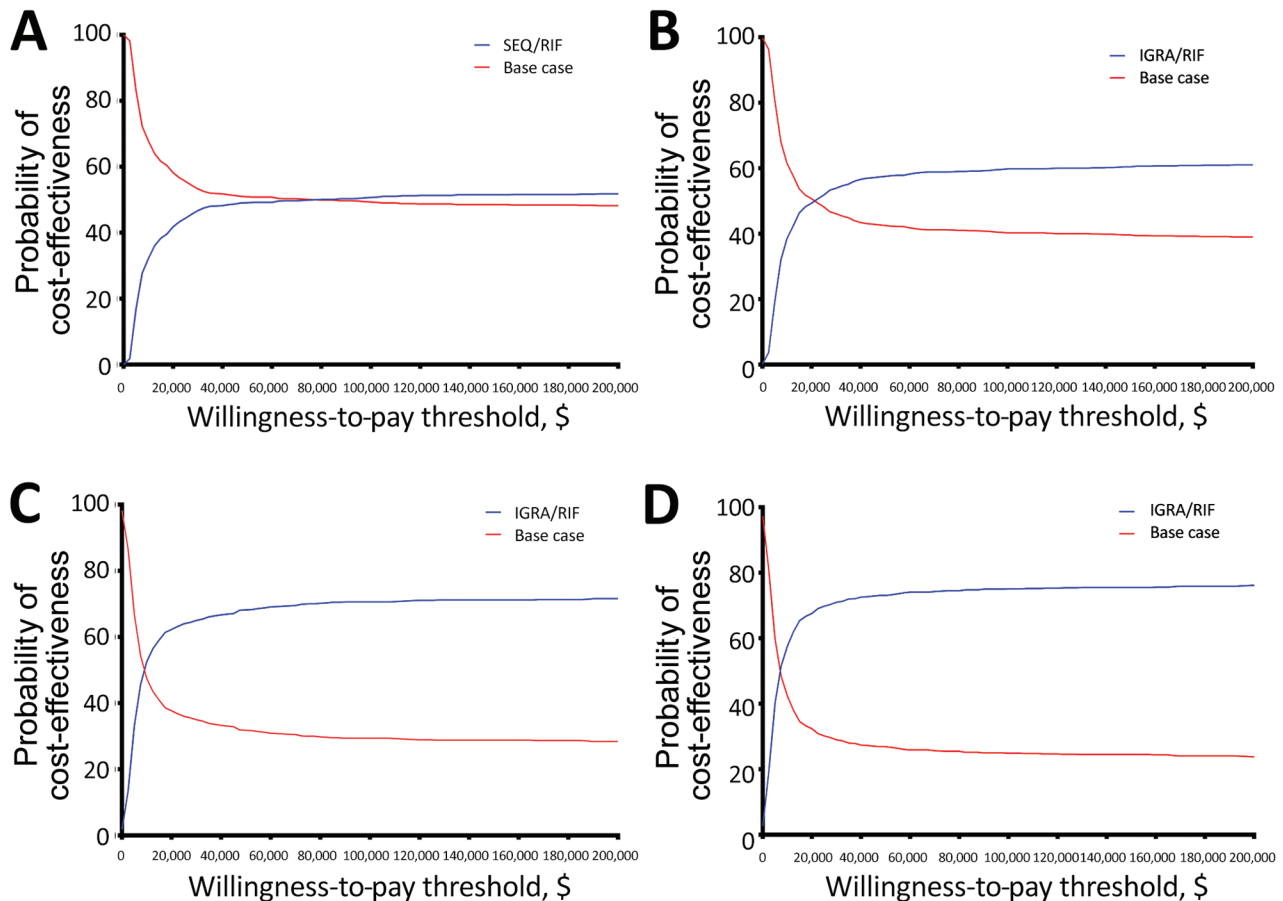 A
Probability of
cost-effectiveness
100
80
60
40
20
0
SEQ/RIF
Base case
0 20,000 40,000 60,000 80,000 100,000 120,000 140,000 160,000 180,000 200,000
Willingness-to-pay threshold, $
B
Probability of
cost-effectiveness
100
80
60
40
20
0
IGRA/RIF
Base case
0 20,000 40,000 60,000 80,000 100,000 120,000 140,000 160,000 180,000 200,000
Willingness-to-pay threshold, $
C
Probability of
cost-effectiveness
100
80
60
40
20
0
IGRA/RIF
Base case
0 20,000 40,000 60,000 80,000 100,000 120,000 140,000 160,000 180,000 200,000
Willingness-to-pay threshold, $
D
Probability of
cost-effectiveness
100
80
60
40
20
0
IGRA/RIF
Base case
0 20,000 40,000 60,000 80,000 100,000 120,000 140,000 160,000 180,000 200,000
Willingness-to-pay threshold, $